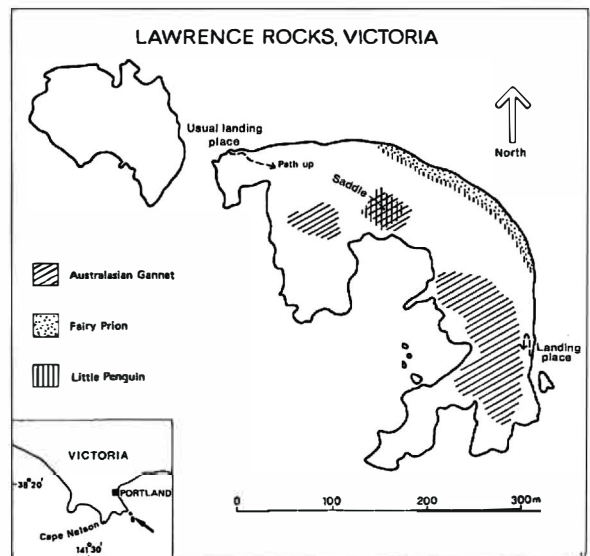 LAWRENCE ROCKS, VICTORIA
Usual landing
place
Path up
North
Saddle
Australasian Gannet
Fairy Prion
Little Penguin
Landing
place
VICTORIA
38° 20'
PORTLAND
Cape Nelson
141° 30'
0 100 200 300m